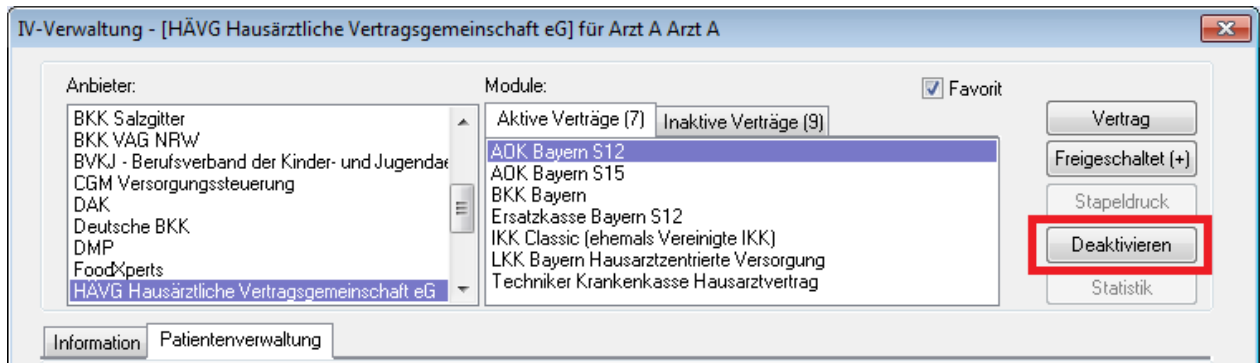 IV-Verwaltung - [HÄVG Hausärztliche Vertragsgemeinschaft eG] für Arzt A Arzt A
Anbieter:
BKK Salzgitter
BKK VAG NRW
BVKJ - Berufsverband der Kinder- und Jugendae
CGM Versorgungssteuerung
DAK
Deutsche BKK
DMP
FoodXperts
HÄVG Hausärztliche Vertragsgemeinschaft eG
Module:
Favorit
Aktive Verträge (7)
Inaktive Verträge (9)
AOK Bayern S12
AOK Bayern S15
BKK Bayern
Ersatzkasse Bayern S12
IKK Classic (ehemals Vereinigte IKK)
LKK Bayern Hausarztzentrierte Versorgung
Techniker Krankenkasse Hausarztvertrag
Vertrag
Freigeschaltet (+)
Stapeldruck
Deaktivieren
Statistik
Information
Patientenverwaltung